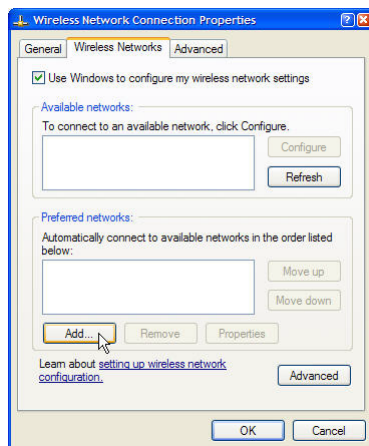 Wireless Network Connection Properties
General Wireless Networks Advanced
Use Windows to configure my wireless network settings
Available networks:
To connect to an available network, click Configure.
Configure
Refresh
Preferred networks:
Automatically connect to available networks in the order listed
below:
Move up
Move down
Add... Remove Properties
Learn about setting up wireless network
configuration.
Advanced
OK Cancel